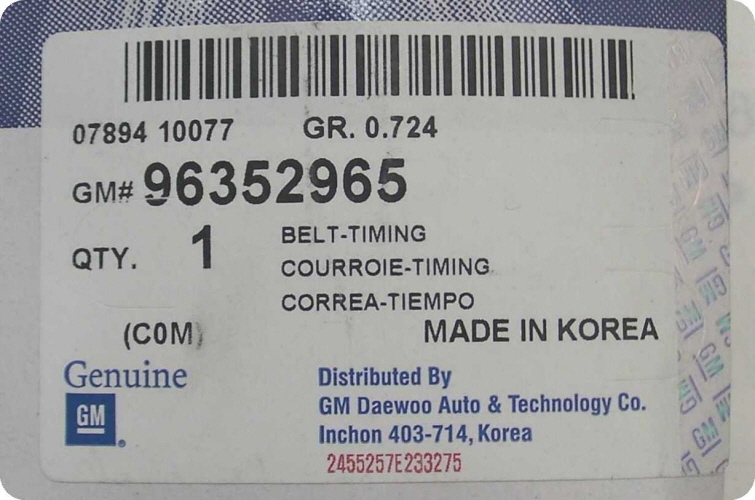 07894 10077 GR. 0.724
GM# 96352965
QTY. 1
BELT-TIMING
COURROIE-TIMING
CORREA-TIEMPO
(C0M) MADE IN KOREA
Genuine
GM
Distributed By
GM Daewoo Auto & Technology Co.
Inchon 403-714, Korea
2455257E233275